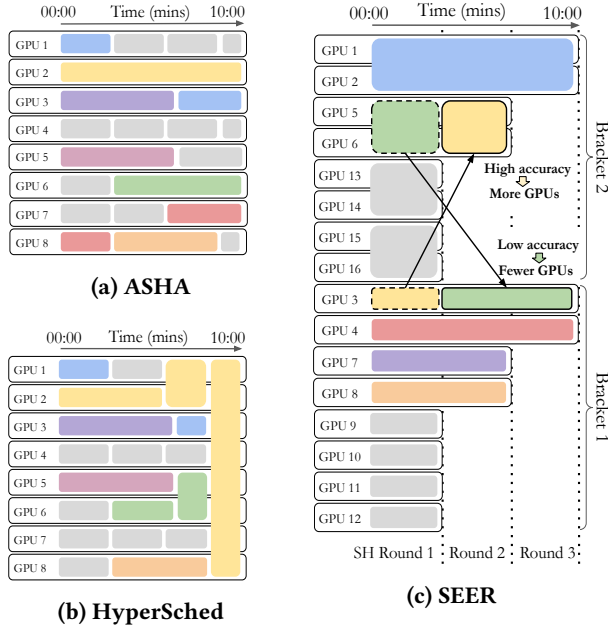 00:00 Time (mins) 10:00
GPU 1
GPU 2
GPU 3
GPU 4
GPU 5
GPU 6
GPU 7
GPU 8
(a) ASHA
00:00 Time (mins) 10:00
GPU 1
GPU 2
GPU 3
GPU 4
GPU 5
GPU 6
GPU 7
GPU 8
(b) HyperSched
00:00 Time (mins) 10:00
GPU 1
GPU 2
GPU 5
GPU 6
GPU 13
GPU 14
GPU 15
GPU 16
High accuracy
More GPUs
Low accuracy
Fewer GPUs
Bracket 2
GPU 3
GPU 4
GPU 7
GPU 8
GPU 9
GPU 10
GPU 11
GPU 12
Bracket 1
SH Round 1 Round 2 Round 3
(c) SEER